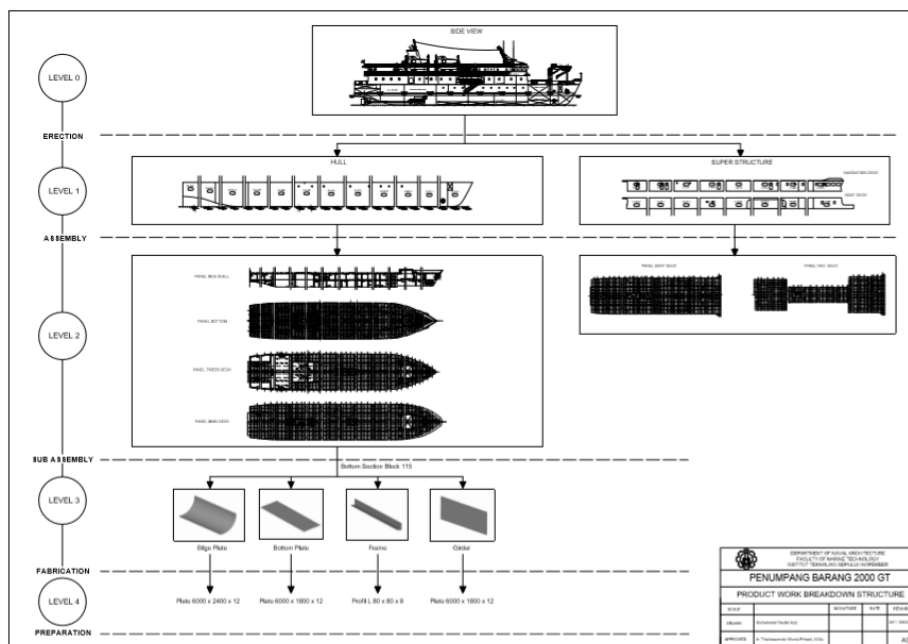 SIDE VIEW
LEVEL 0
ERECTION
HULL
SUPER STRUCTURE
NAVIGATION DECK
BOAT DECK
LEVEL 1
ASSEMBLY
PANEL SIDE SHELL
PANEL BOAT DECK
PANEL NAV. DECK
PANEL BOTTOM
LEVEL 2
PANEL TWEEN DECK
PANEL MAIN DECK
SUB ASSEMBLY
Bottom Section Block 115
LEVEL 3
Bilga Plate
Bottom Plate
Frame
Girdar
FABRICATION
LEVEL 4
Plate 6000 x 2400 x 12
Plate 6000 x 1800 x 12
Profil L 80 x 80 x 8
Plate 6000 x 1800 x 12
PREPARATION
DEPARTMENT OF NAVAL ARCHITECTURE
FACULTY OF MARINE TECHNOLOGY
INSTITUT TEKNOLOGI SEPULUH NOPEMBER
PENUMPANG BARANG 2000 GT
PRODUCT WORK BREAKDOWN STRUCTURE
SCALE
SIGNATURE
DATE
DRAWN
APPROVED